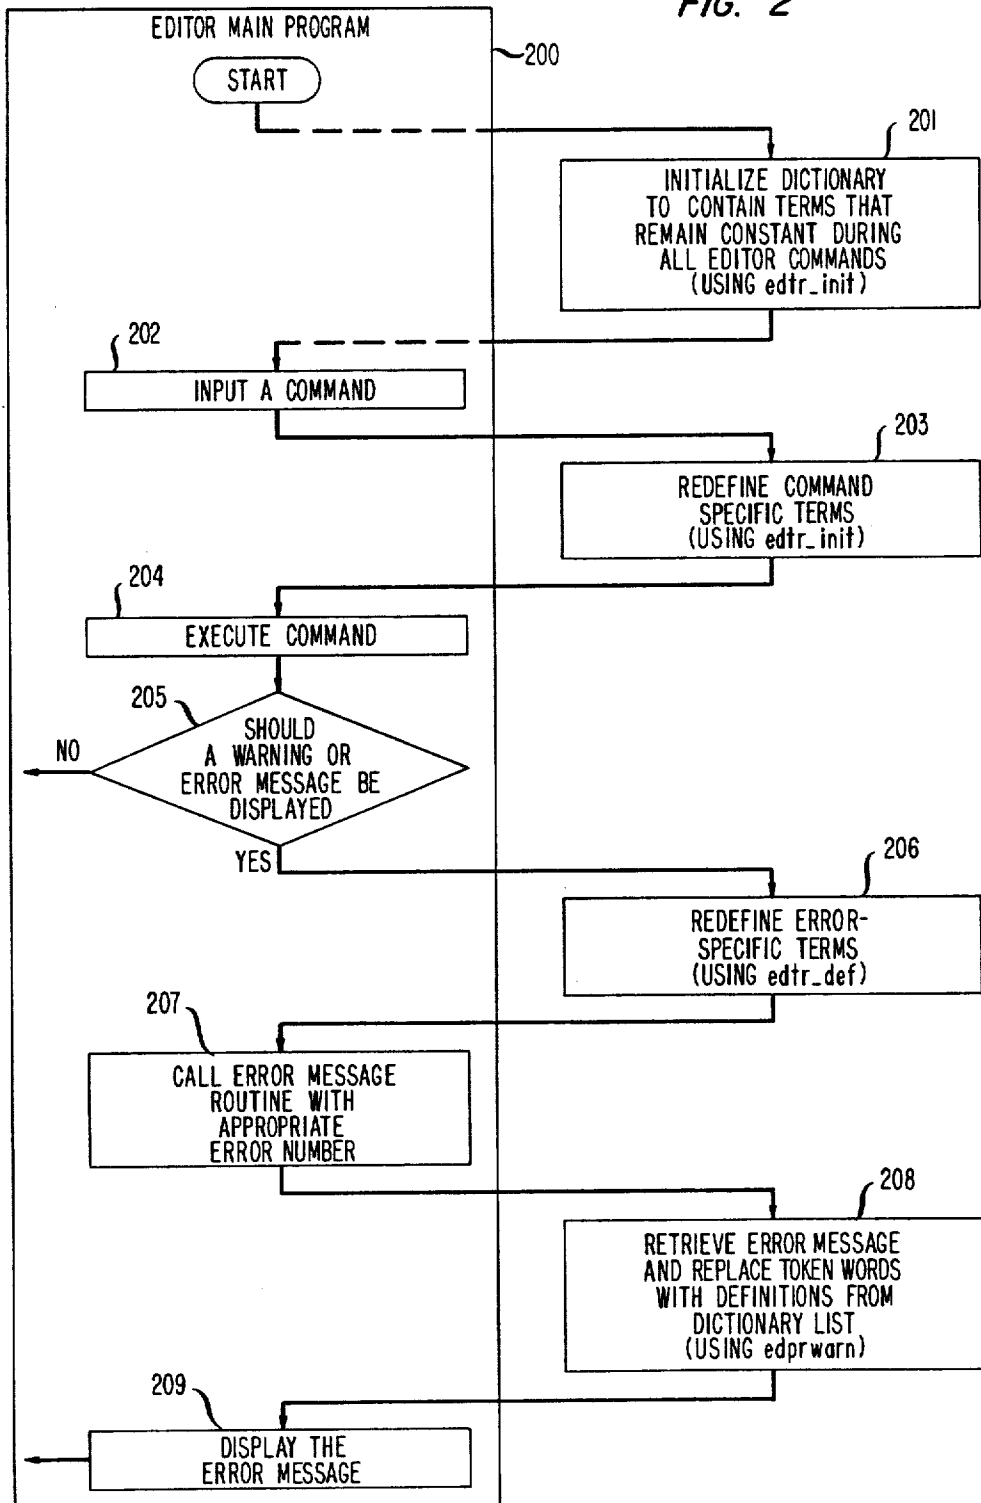 FIG. 2
EDITOR MAIN PROGRAM
200
START
201
INITIALIZE DICTIONARY
TO CONTAIN TERMS THAT
REMAIN CONSTANT DURING
ALL EDITOR COMMANDS
(USING edtr_init)
202
INPUT A COMMAND
203
REDEFINE COMMAND
SPECIFIC TERMS
(USING edtr_init)
204
EXECUTE COMMAND
205
SHOULD
A WARNING OR
ERROR MESSAGE BE
DISPLAYED
NO
YES
206
REDEFINE ERROR-
SPECIFIC TERMS
(USING edtr_def)
207
CALL ERROR MESSAGE
ROUTINE WITH
APPROPRIATE
ERROR NUMBER
208
RETRIEVE ERROR MESSAGE
AND REPLACE TOKEN WORDS
WITH DEFINITIONS FROM
DICTIONARY LIST
(USING edprwarn)
209
DISPLAY THE
ERROR MESSAGE